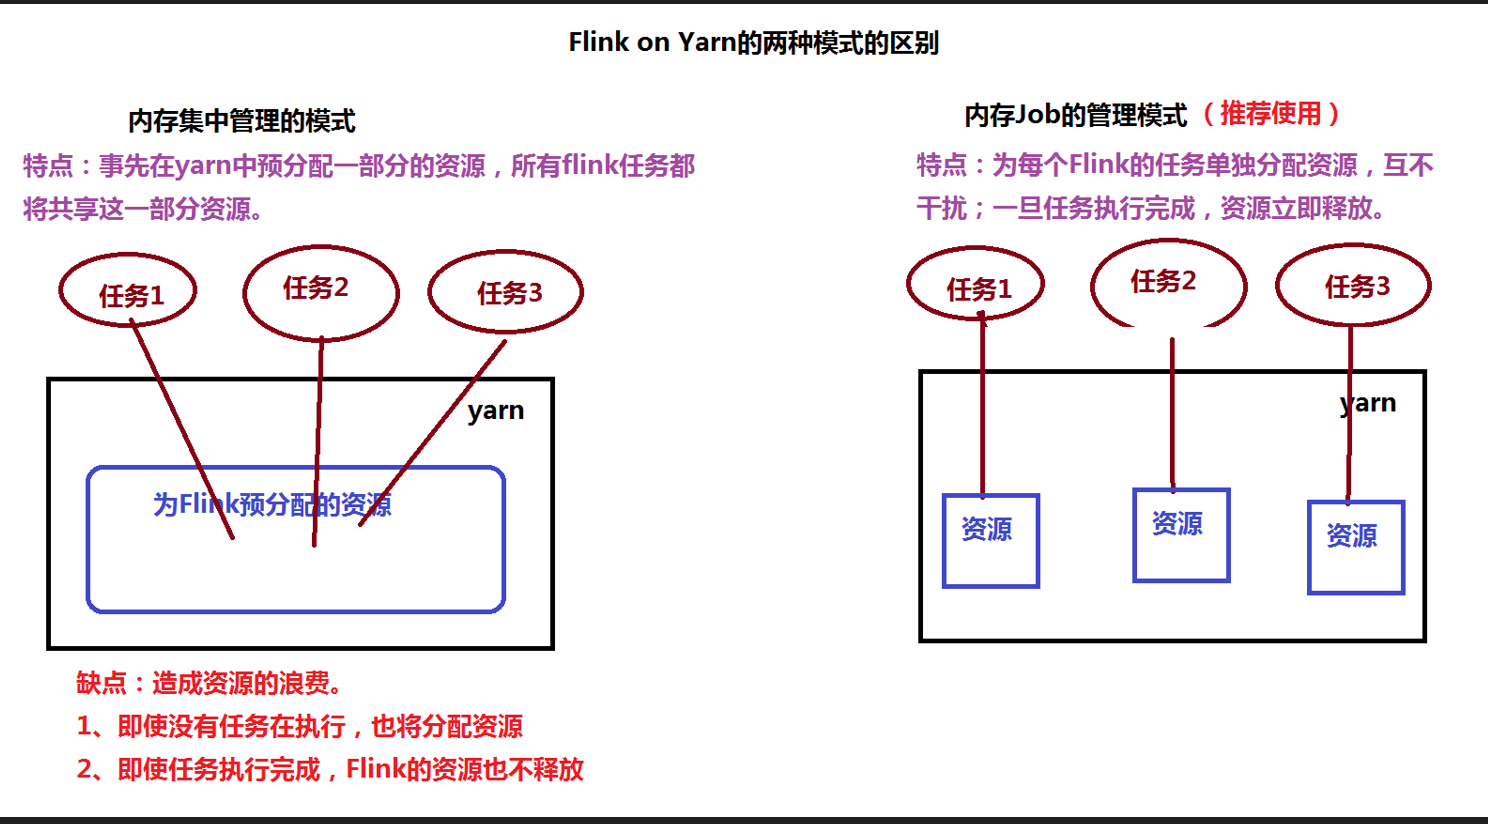 Flink on Yarn的两种模式的区别
内存集中管理的模式
特点：事先在yarn中预分配一部分的资源，所有flink任务都
将共享这一部分资源。
任务1
任务2
任务3
yarn
为Flink预分配的资源
缺点：造成资源的浪费。
1、即使没有任务在执行，也将分配资源
2、即使任务执行完成，Flink的资源也不释放
内存Job的管理模式（推荐使用）
特点：为每个Flink的任务单独分配资源，互不
干扰；一旦任务执行完成，资源立即释放。
任务1
任务2
任务3
yarn
资源
资源
资源